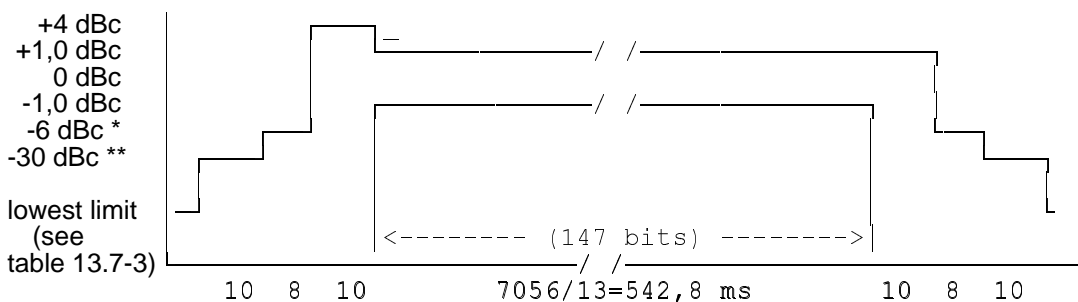 +4 dBc
+1,0 dBc
0 dBc
-1,0 dBc
-6 dBc *
-30 dBc **
lowest limit
(see
table 13.7-3)
<-------- (147 bits) -------->
10 8 10 7056/13=542,8 ms 10 8 10